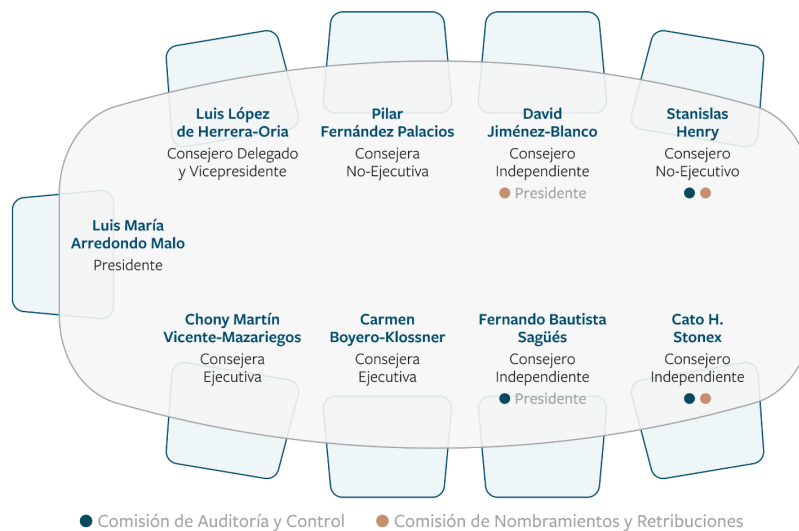 Luis López
de Herrera-Oria
Consejero Delegado
y Vicepresidente
Pilar
Fernández Palacios
Consejera
No-Ejecutiva
David
Jiménez-Blanco
Consejero
Independiente
Presidente
Stanislas
Henry
Consejero
No-Ejecutivo
Luis María
Arredondo Malo
Presidente
Chony Martín
Vicente-Mazariegos
Consejera
Ejecutiva
Carmen
Boyero-Klossner
Consejera
Ejecutiva
Fernando Bautista
Sagüés
Consejero
Independiente
Presidente
Cato H.
Stonex
Consejero
Independiente
Comisión de Auditoría y Control
Comisión de Nombramientos y Retribuciones